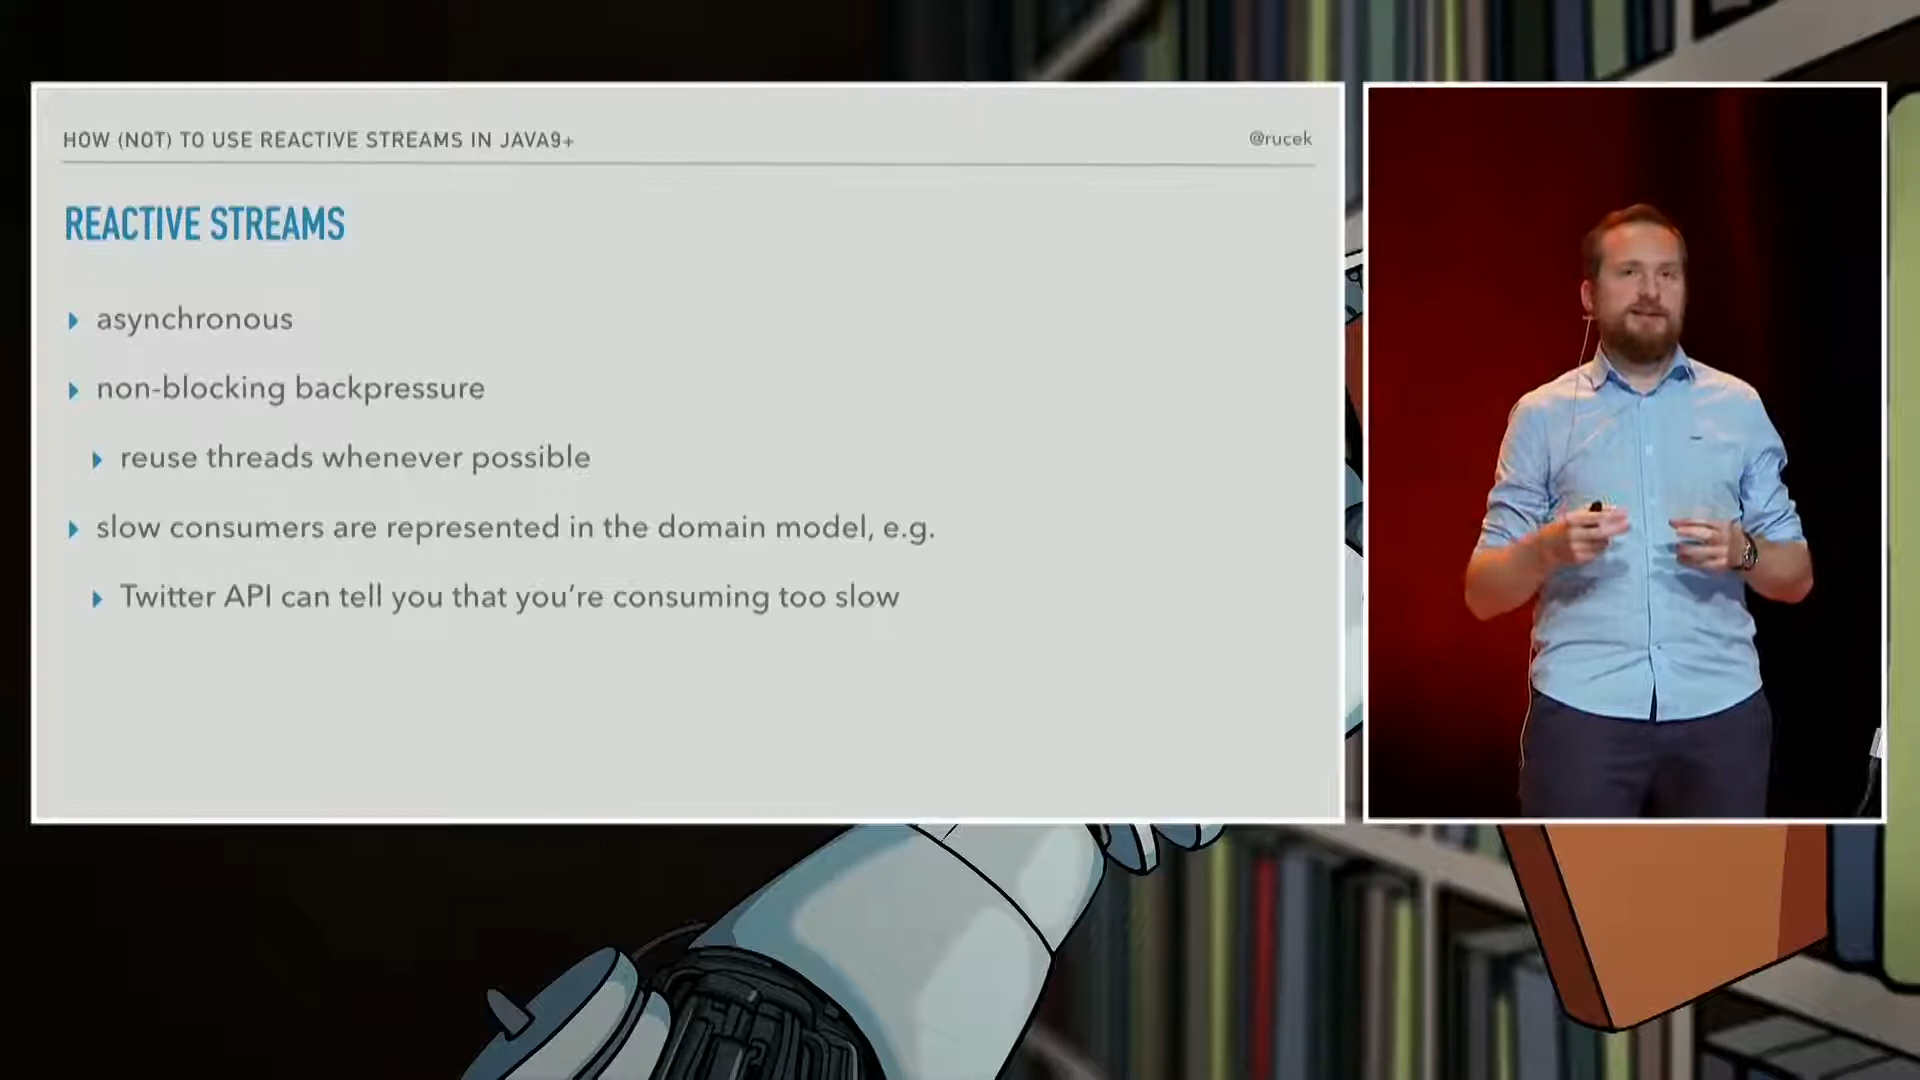 HOW (NOT) TO USE REACTIVE STREAMS IN JAVA9+
@rucek
REACTIVE STREAMS
asynchronous
non-blocking backpressure
reuse threads whenever possible
slow consumers are represented in the domain model, e.g.
Twitter API can tell you that you’re consuming too slow